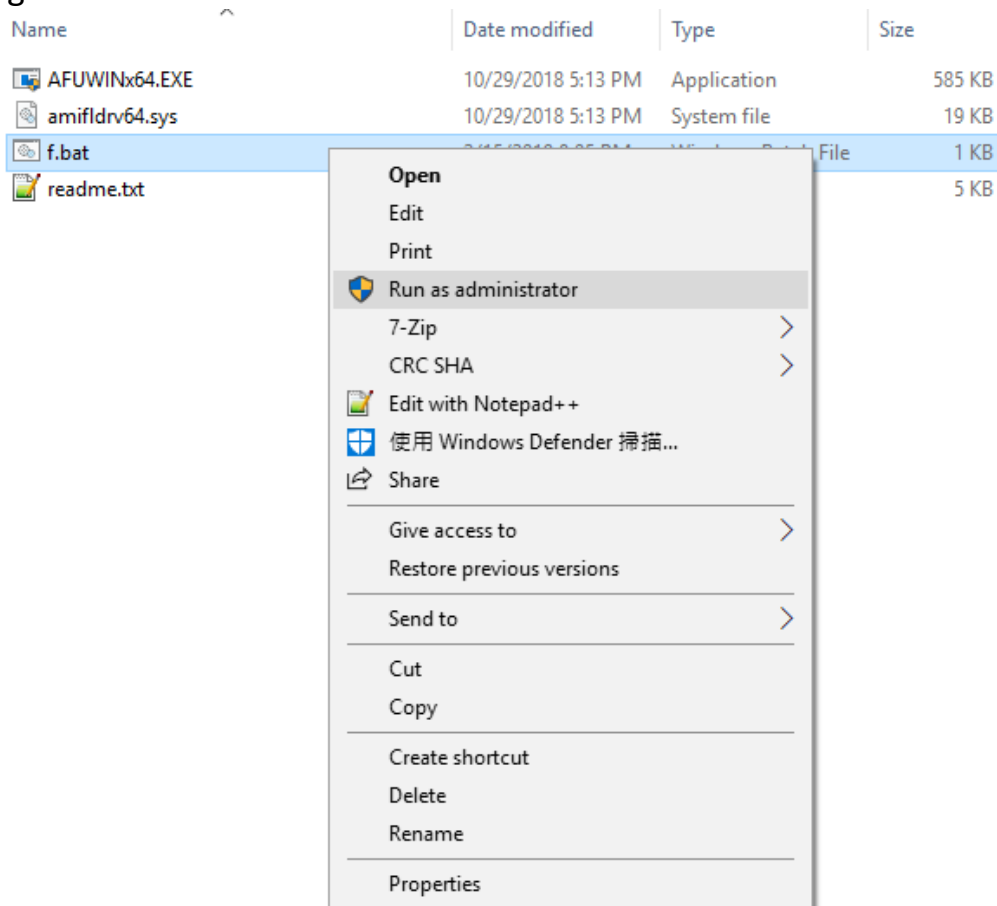 Name Date modified Type Size
AFUWINx64.EXE 10/29/2018 5:13 PM Application 585 KB
amifldrv64.sys 10/29/2018 5:13 PM System file 19 KB
f.bat File 1 KB
readme.txt 5 KB
Open
Edit
Print
Run as administrator
7-Zip
CRC SHA
Edit with Notepad++
使用 Windows Defender 掃描...
Share
Give access to
Restore previous versions
Send to
Cut
Copy
Create shortcut
Delete
Rename
Properties